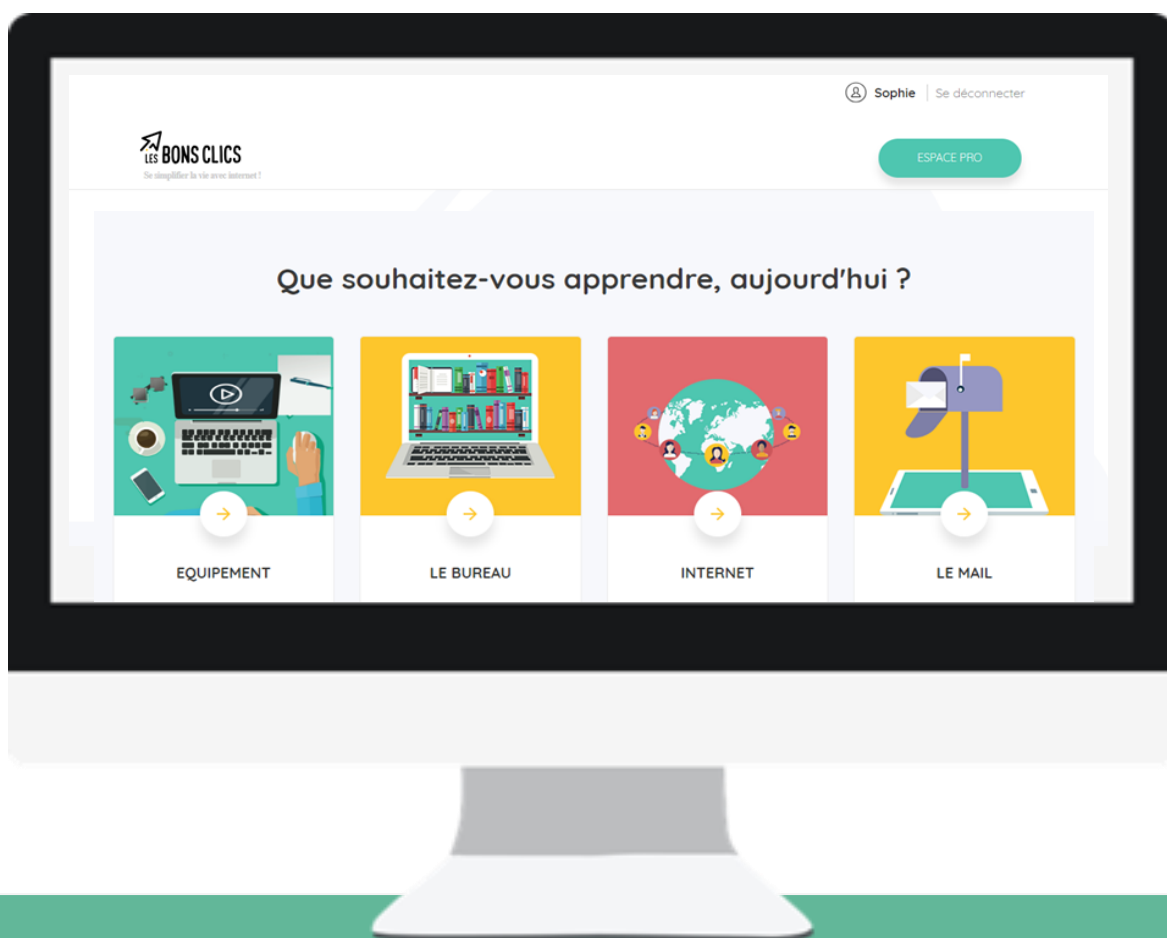 Sophie Se déconnecter
LES BONS CLICS
Se simplifier la vie avec internet !
ESPACE PRO
Que souhaitez-vous apprendre, aujourd'hui ?
EQUIPEMENT
LE BUREAU
INTERNET
LE MAIL